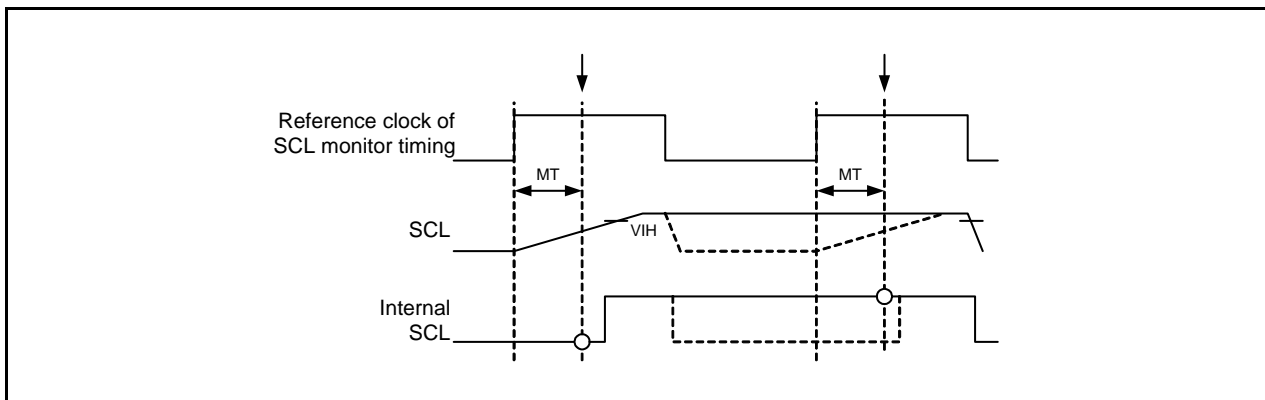 Reference clock of
SCL monitor timing
MT
MT
SCL
VIH
Internal
SCL